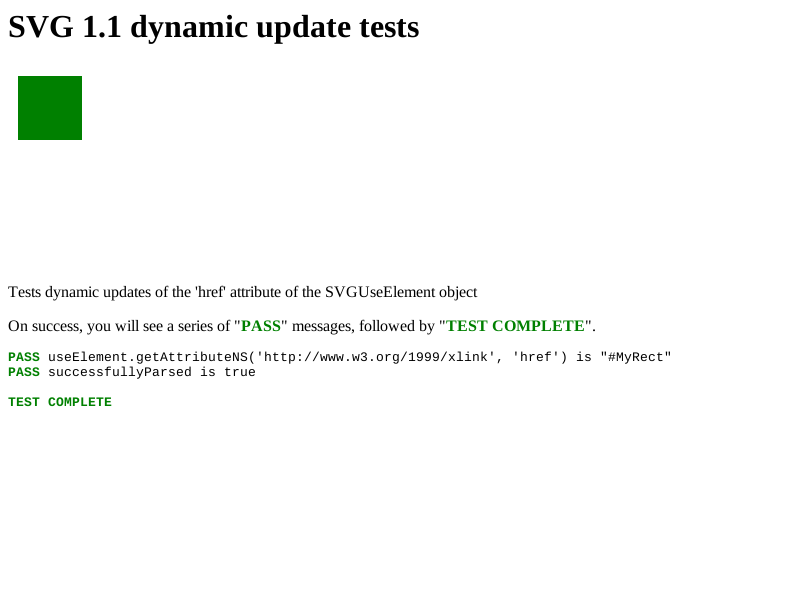 SVG 1.1 dynamic update tests
Tests dynamic updates of the 'href' attribute of the SVGUseElement object
On success, you will see a series of "PASS" messages, followed by "TEST COMPLETE".
PASS useElement.getAttributeNS('http://www.w3.org/1999/xlink', 'href') is "#MyRect"
PASS successfullyParsed is true
TEST COMPLETE